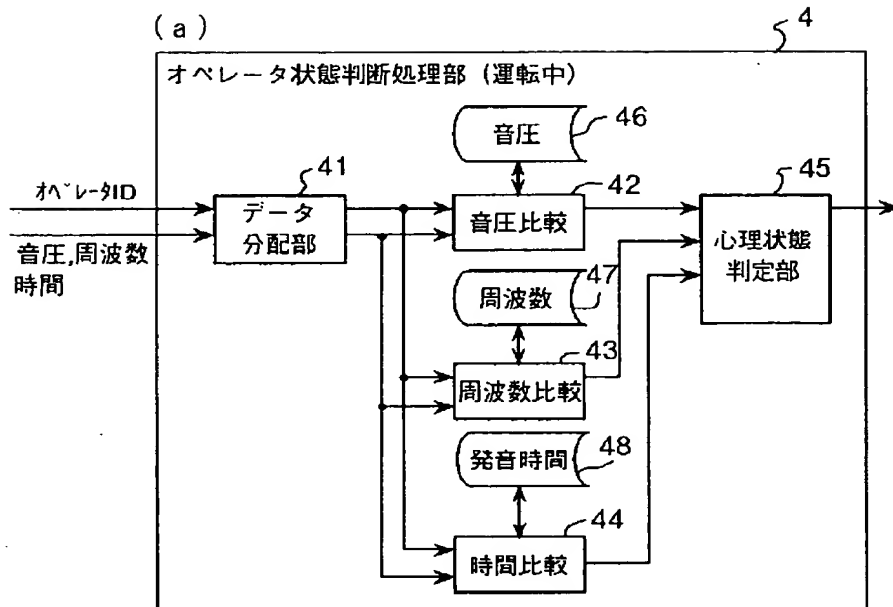 (a)
4
オペレータ状態判断処理部 (運転中)
音圧
46
オペレータID
41
データ
分配部
42
音圧比較
45
心理状態
判定部
音圧,周波数
時間
周波数
47
43
周波数比較
発音時間
48
44
時間比較